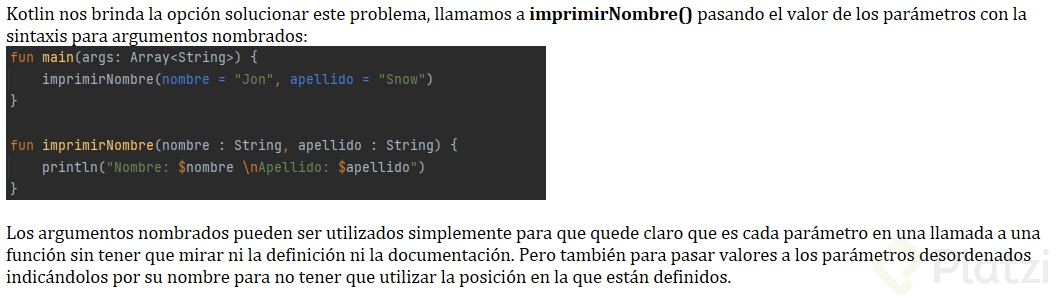 Kotlin nos brinda la opción solucionar este problema, llamamos a imprimirNombre() pasando el valor de los parámetros con la
sintaxis para argumentos nombrados:
fun main(args: Array<String>) {
    imprimirNombre(nombre = "Jon", apellido = "Snow")
}
fun imprimirNombre(nombre : String, apellido : String) {
    println("Nombre: $nombre \nApellido: $apellido")
}
Los argumentos nombrados pueden ser utilizados simplemente para que quede claro que es cada parámetro en una llamada a una
función sin tener que mirar ni la definición ni la documentación. Pero también para pasar valores a los parámetros desordenados
indicándolos por su nombre para no tener que utilizar la posición en la que están definidos.
Platzi